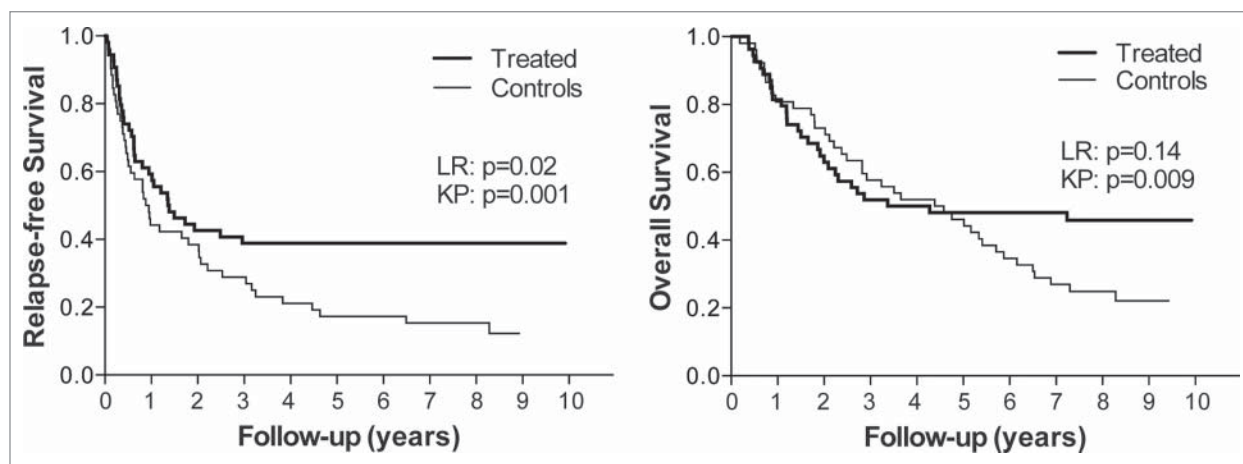 Relapse-free Survival
1.0
0.8
0.6
0.4
0.2
0.0
Treated
Controls
LR: p=0.02
KP: p=0.001
0 1 2 3 4 5 6 7 8 9 10
Follow-up (years)
Overall Survival
1.0
0.8
0.6
0.4
0.2
0.0
Treated
Controls
LR: p=0.14
KP: p=0.009
0 1 2 3 4 5 6 7 8 9 10
Follow-up (years)